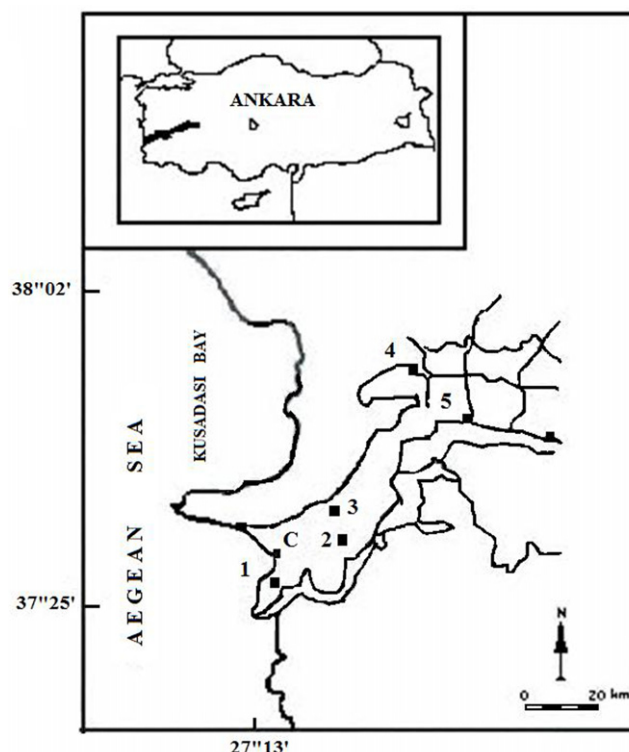 ANKARA
38"02'
KUSADASI BAY
AEGEAN SEA
4
5
3
C
2
1
37"25'
N
0 20 km
27"13'